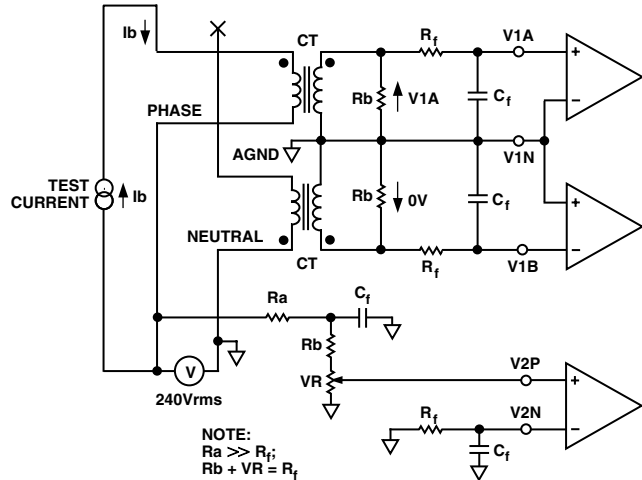 Ib
CT
Rf
V1A
Rb
V1A
Cf
PHASE
AGND
V1N
TEST
CURRENT
Ib
Rb
0V
Cf
NEUTRAL
CT
Rf
V1B
Ra
Cf
Rb
VR
V2P
V
240Vrms
Rf
V2N
Cf
NOTE:
Ra >> Rf;
Rb + VR = Rf
+
−
+
−
+
−